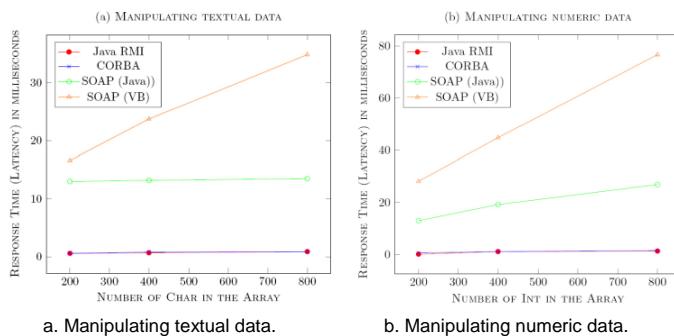 (a) Manipulating textual data
Response Time (Latency) in milliseconds
30
20
10
0
Java RMI
CORBA
SOAP (Java))
SOAP (VB)
200 300 400 500 600 700 800
Number of Char in the Array
a. Manipulating textual data.
(b) Manipulating numeric data
Response Time (Latency) in milliseconds
80
60
40
20
0
Java RMI
CORBA
SOAP (Java))
SOAP (VB)
200 300 400 500 600 700 800
Number of Int in the Array
b. Manipulating numeric data.